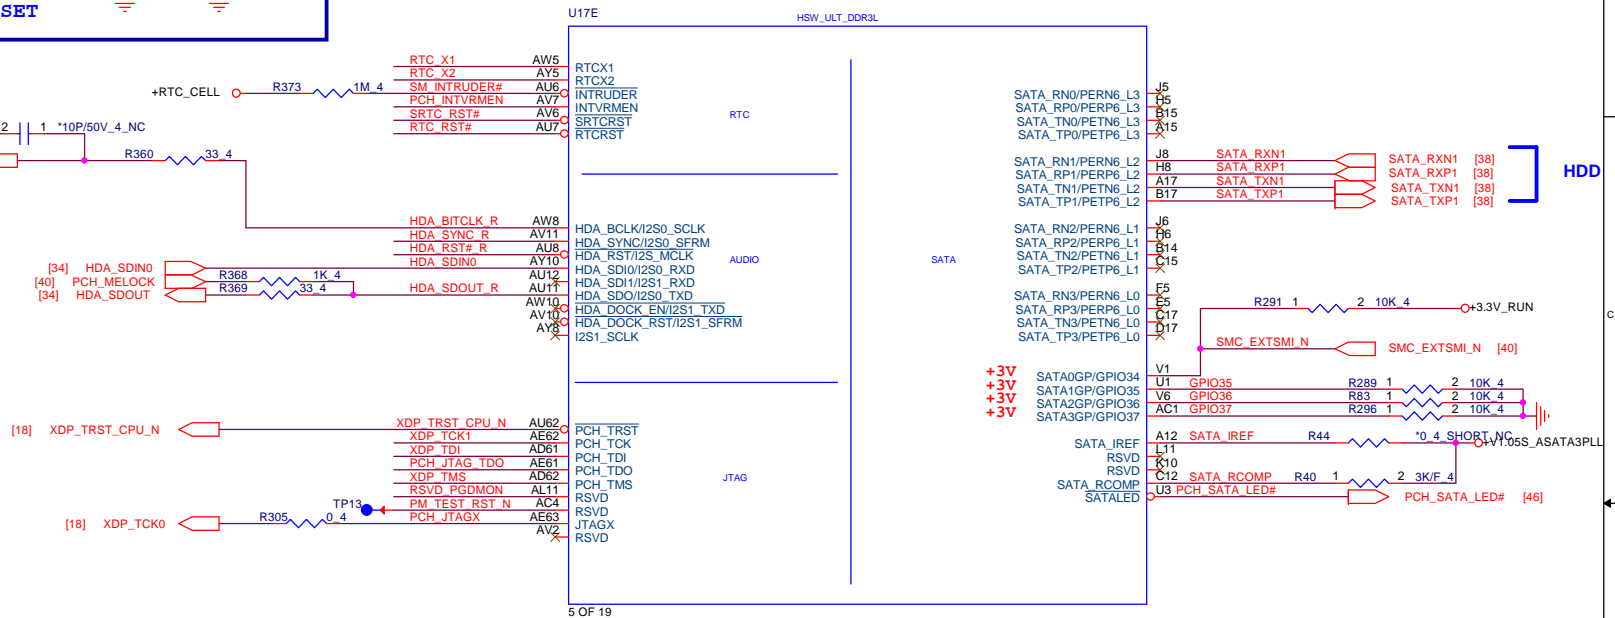 SET
U17E
HSW_ULT_DDR3L
+RTC_CELL
R373
1M_4
2
1
*10P/50V_4_NC
R360
33_4
RTC_X1
AW5
RTCX1
RTC_X2
AY5
RTCX2
SM_INTRUDER#
AU6
INTRUDER
PCH_INTVRMEN
AV7
INTVRMEN
SRTC_RST#
AV6
SRTCRST
RTC_RST#
AU7
RTCRST
RTC
HDA_BITCLK_R
AW8
HDA_BCLK/I2S0_SCLK
HDA_SYNC_R
AV11
HDA_SYNC/I2S0_SFRM
HDA_RST#_R
AU8
HDA_RST/I2S_MCLK
[34] HDA_SDIN0
HDA_SDIN0
AY10
HDA_SDI0/I2S0_RXD
[40] PCH_MELOCK
R368
1K_4
AU12
HDA_SDI1/I2S1_RXD
[34] HDA_SDOUT
R369
33_4
HDA_SDOUT_R
AU11
HDA_SDO/I2S0_TXD
AW10
HDA_DOCK_EN/I2S1_TXD
AV10
HDA_DOCK_RST/I2S1_SFRM
AY8
I2S1_SCLK
AUDIO
[18] XDP_TRST_CPU_N
XDP_TRST_CPU_N
AU62
PCH_TRST
XDP_TCK1
AE62
PCH_TCK
XDP_TDI
AD61
PCH_TDI
PCH_JTAG_TDO
AE61
PCH_TDO
XDP_TMS
AD62
PCH_TMS
RSVD_PGDMON
AL11
RSVD
TP13
PM_TEST_RST_N
AC4
RSVD
[18] XDP_TCK0
R305
0_4
PCH_JTAGX
AE63
JTAGX
AV2
RSVD
JTAG
5 OF 19
SATA
SATA_RN0/PERN6_L3
J5
SATA_RP0/PERP6_L3
H5
SATA_TN0/PETN6_L3
B15
SATA_TP0/PETP6_L3
A15
SATA_RN1/PERN6_L2
J8
SATA_RXN1
SATA_RXN1 [38]
SATA_RP1/PERP6_L2
H8
SATA_RXP1
SATA_RXP1 [38]
SATA_TN1/PETN6_L2
A17
SATA_TXN1
SATA_TXN1 [38]
SATA_TP1/PETP6_L2
B17
SATA_TXP1
SATA_TXP1 [38]
HDD
SATA_RN2/PERN6_L1
J6
SATA_RP2/PERP6_L1
H6
SATA_TN2/PETN6_L1
B14
SATA_TP2/PETP6_L1
C15
SATA_RN3/PERN6_L0
F5
SATA_RP3/PERP6_L0
E5
SATA_TN3/PETN6_L0
C17
SATA_TP3/PETP6_L0
D17
R291 1
2 10K_4
+3.3V_RUN
C
SMC_EXTSMI_N
SMC_EXTSMI_N [40]
+3V
SATA0GP/GPIO34
V1
+3V
SATA1GP/GPIO35
U1
GPIO35
R289 1
2 10K_4
+3V
SATA2GP/GPIO36
V6
GPIO36
R83 1
2 10K_4
+3V
SATA3GP/GPIO37
AC1
GPIO37
R296 1
2 10K_4
SATA_IREF
A12
SATA_IREF
R44
*0_4_SHORT_NC
+V1.05S_ASATA3PLL
RSVD
L11
RSVD
K10
SATA_RCOMP
C12
SATA_RCOMP
R40 1
2 3K/F_4
SATALED
U3
PCH_SATA_LED#
PCH_SATA_LED# [46]